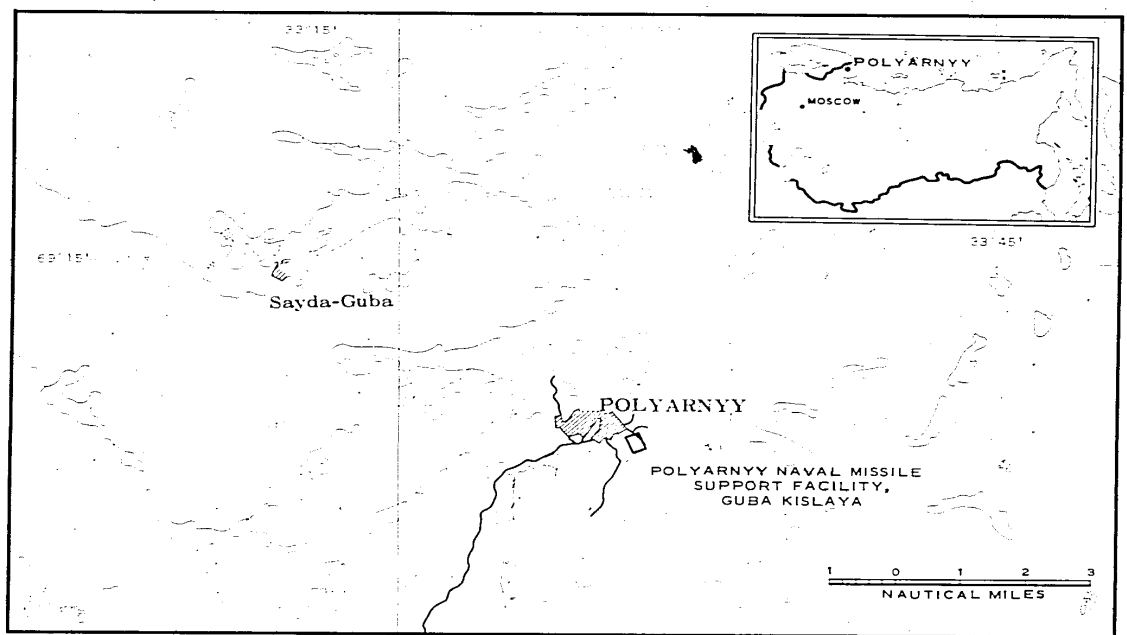 33°15'
POLYARNYY
MOSCOW
33°45'
69°15'
Sayda-Guba
POLYARNYY
POLYARNYY NAVAL MISSILE
SUPPORT FACILITY,
GUBA KISLAYA
1 0 1 2 3
NAUTICAL MILES